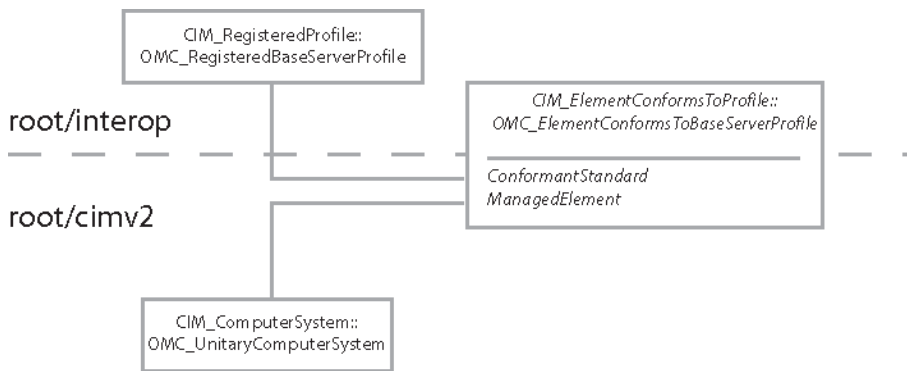 CIM_RegisteredProfile::
OMC_RegisteredBaseServerProfile
CIM_ElementConformsToProfile::
OMC_ElementConformsToBaseServerProfile
root/interop
ConformantStandard
ManagedElement
root/cimv2
CIM_ComputerSystem::
OMC_UnitaryComputerSystem